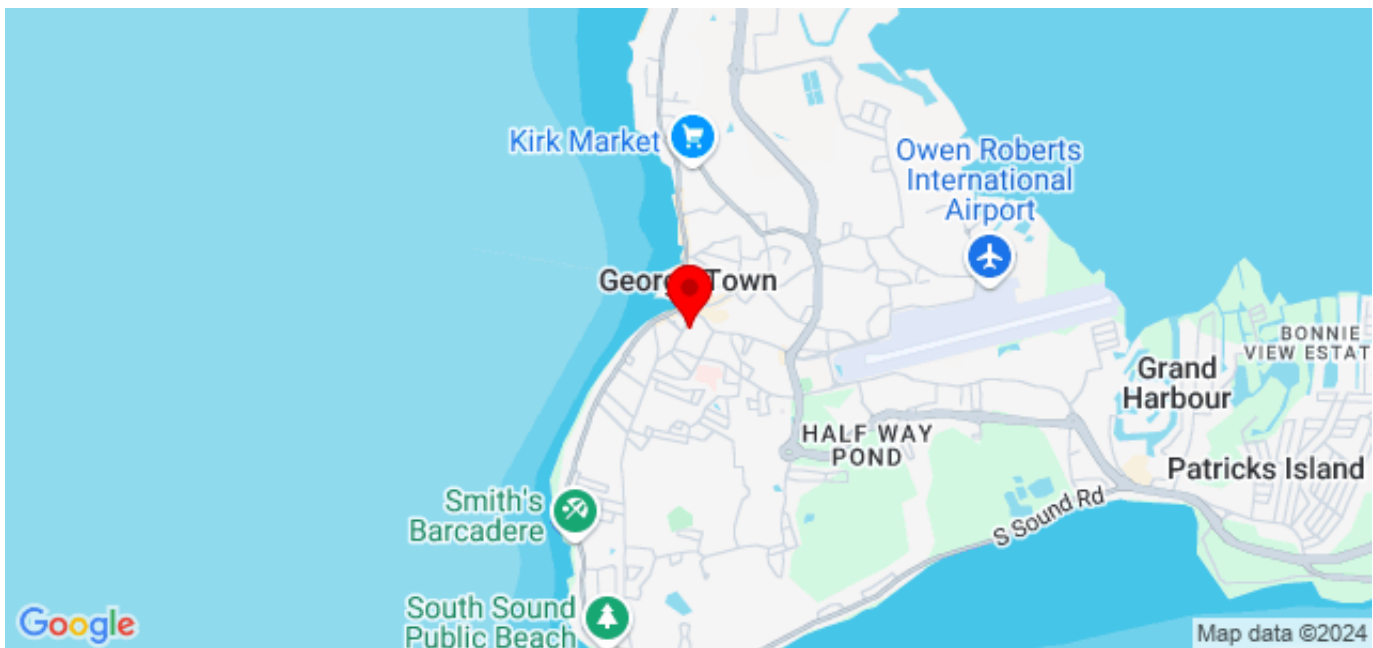 Kirk Market
Owen Roberts
International
Airport
George Town
BONNIE
VIEW ESTAT
Grand
Harbour
HALF WAY
POND
Patricks Island
Smith's
Barcadere
S Sound Rd
South Sound
Public Beach
Google
Map data ©2024